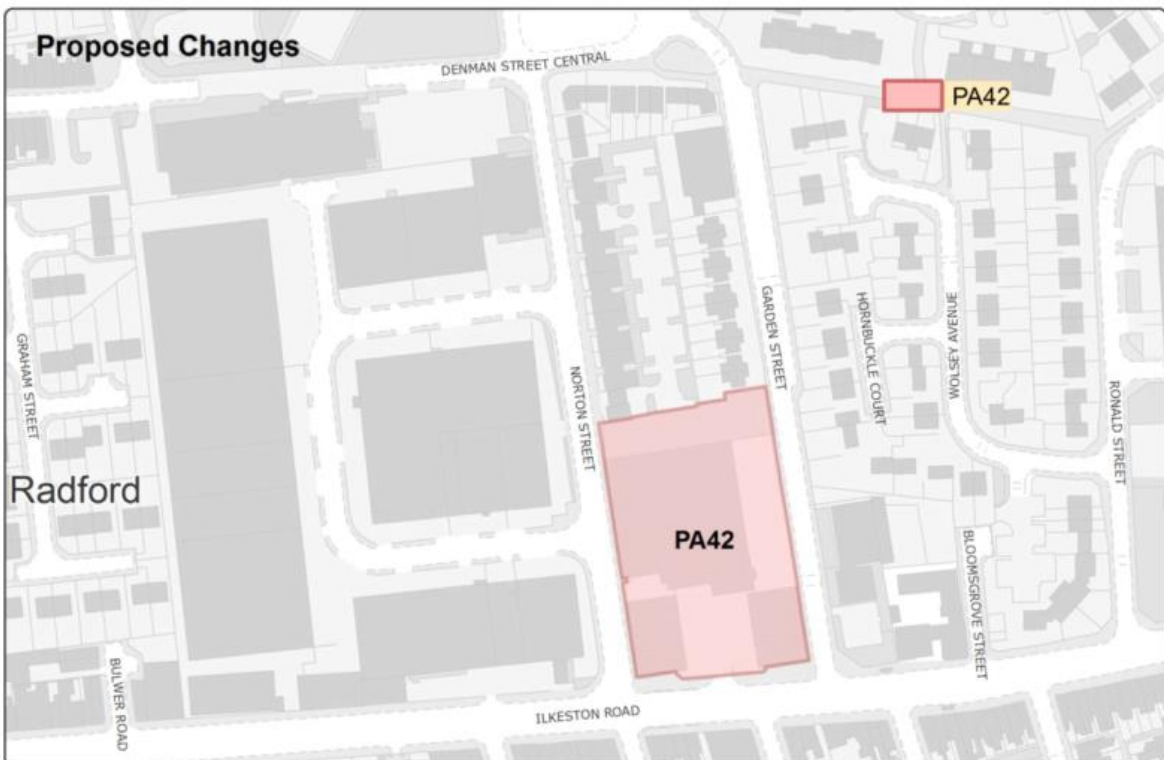 Proposed Changes
DENMAN STREET CENTRAL
PA42
GARDEN STREET
HORNBUCKLE COURT
WOLSEY AVENUE
GRAHAM STREET
NORTON STREET
RONALD STREET
Radford
PA42
BLOOMSGROVE STREET
BULWER ROAD
ILKESTON ROAD